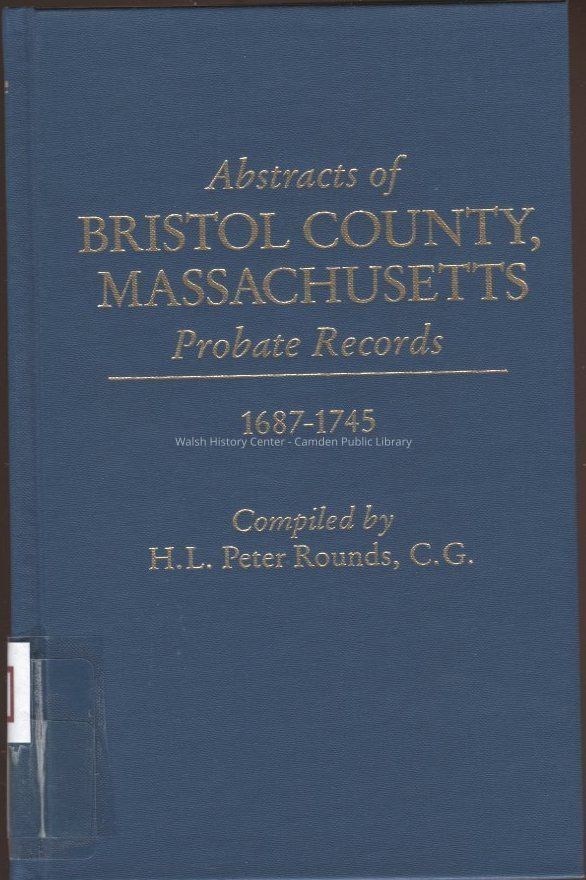 Abstracts of
BRISTOL COUNTY,
MASSACHUSETTS
Probate Records
1687-1745
Walsh History Center - Camden Public Library
Compiled by
H.L. Peter Rounds, C.G.